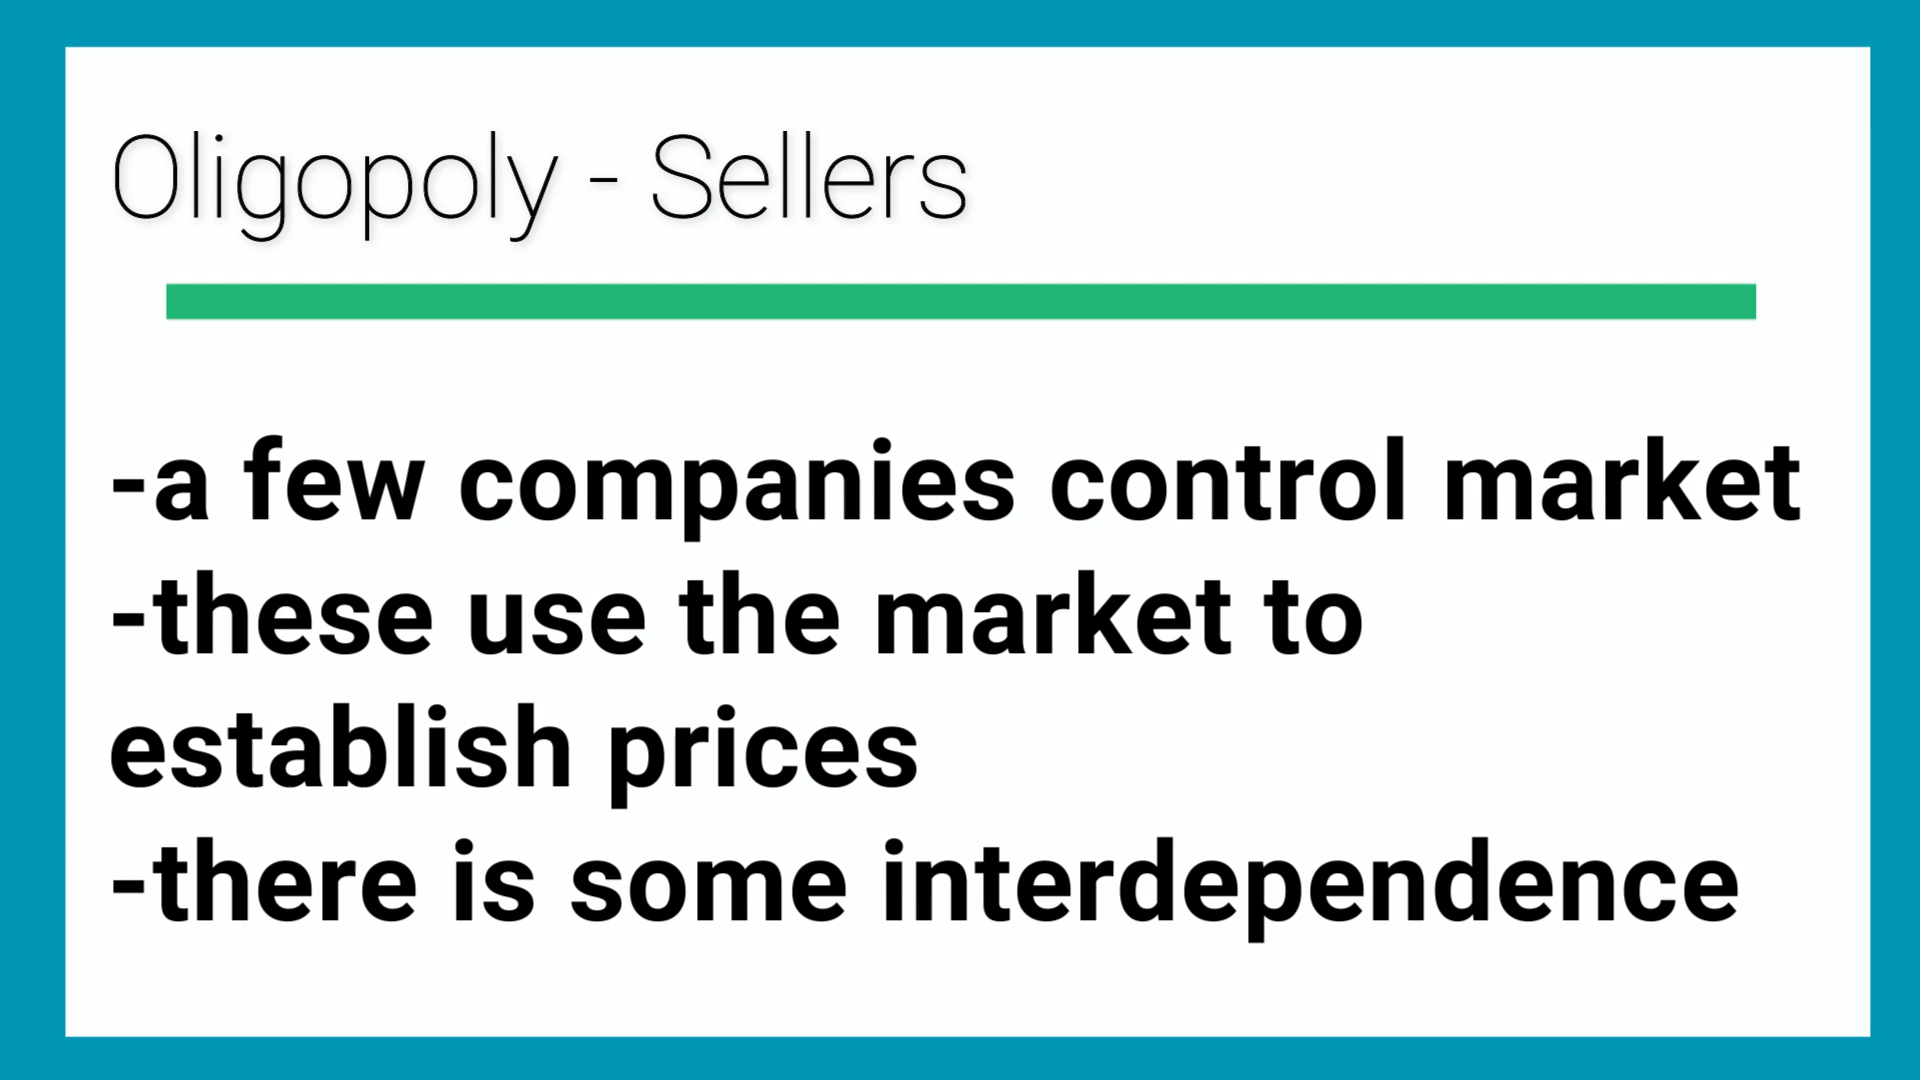 Oligopoly - Sellers
-a few companies control market
-these use the market to
establish prices
-there is some interdependence